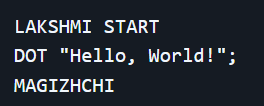 LAKSHMI START
DOT "Hello, World!";
MAGIZHCHI